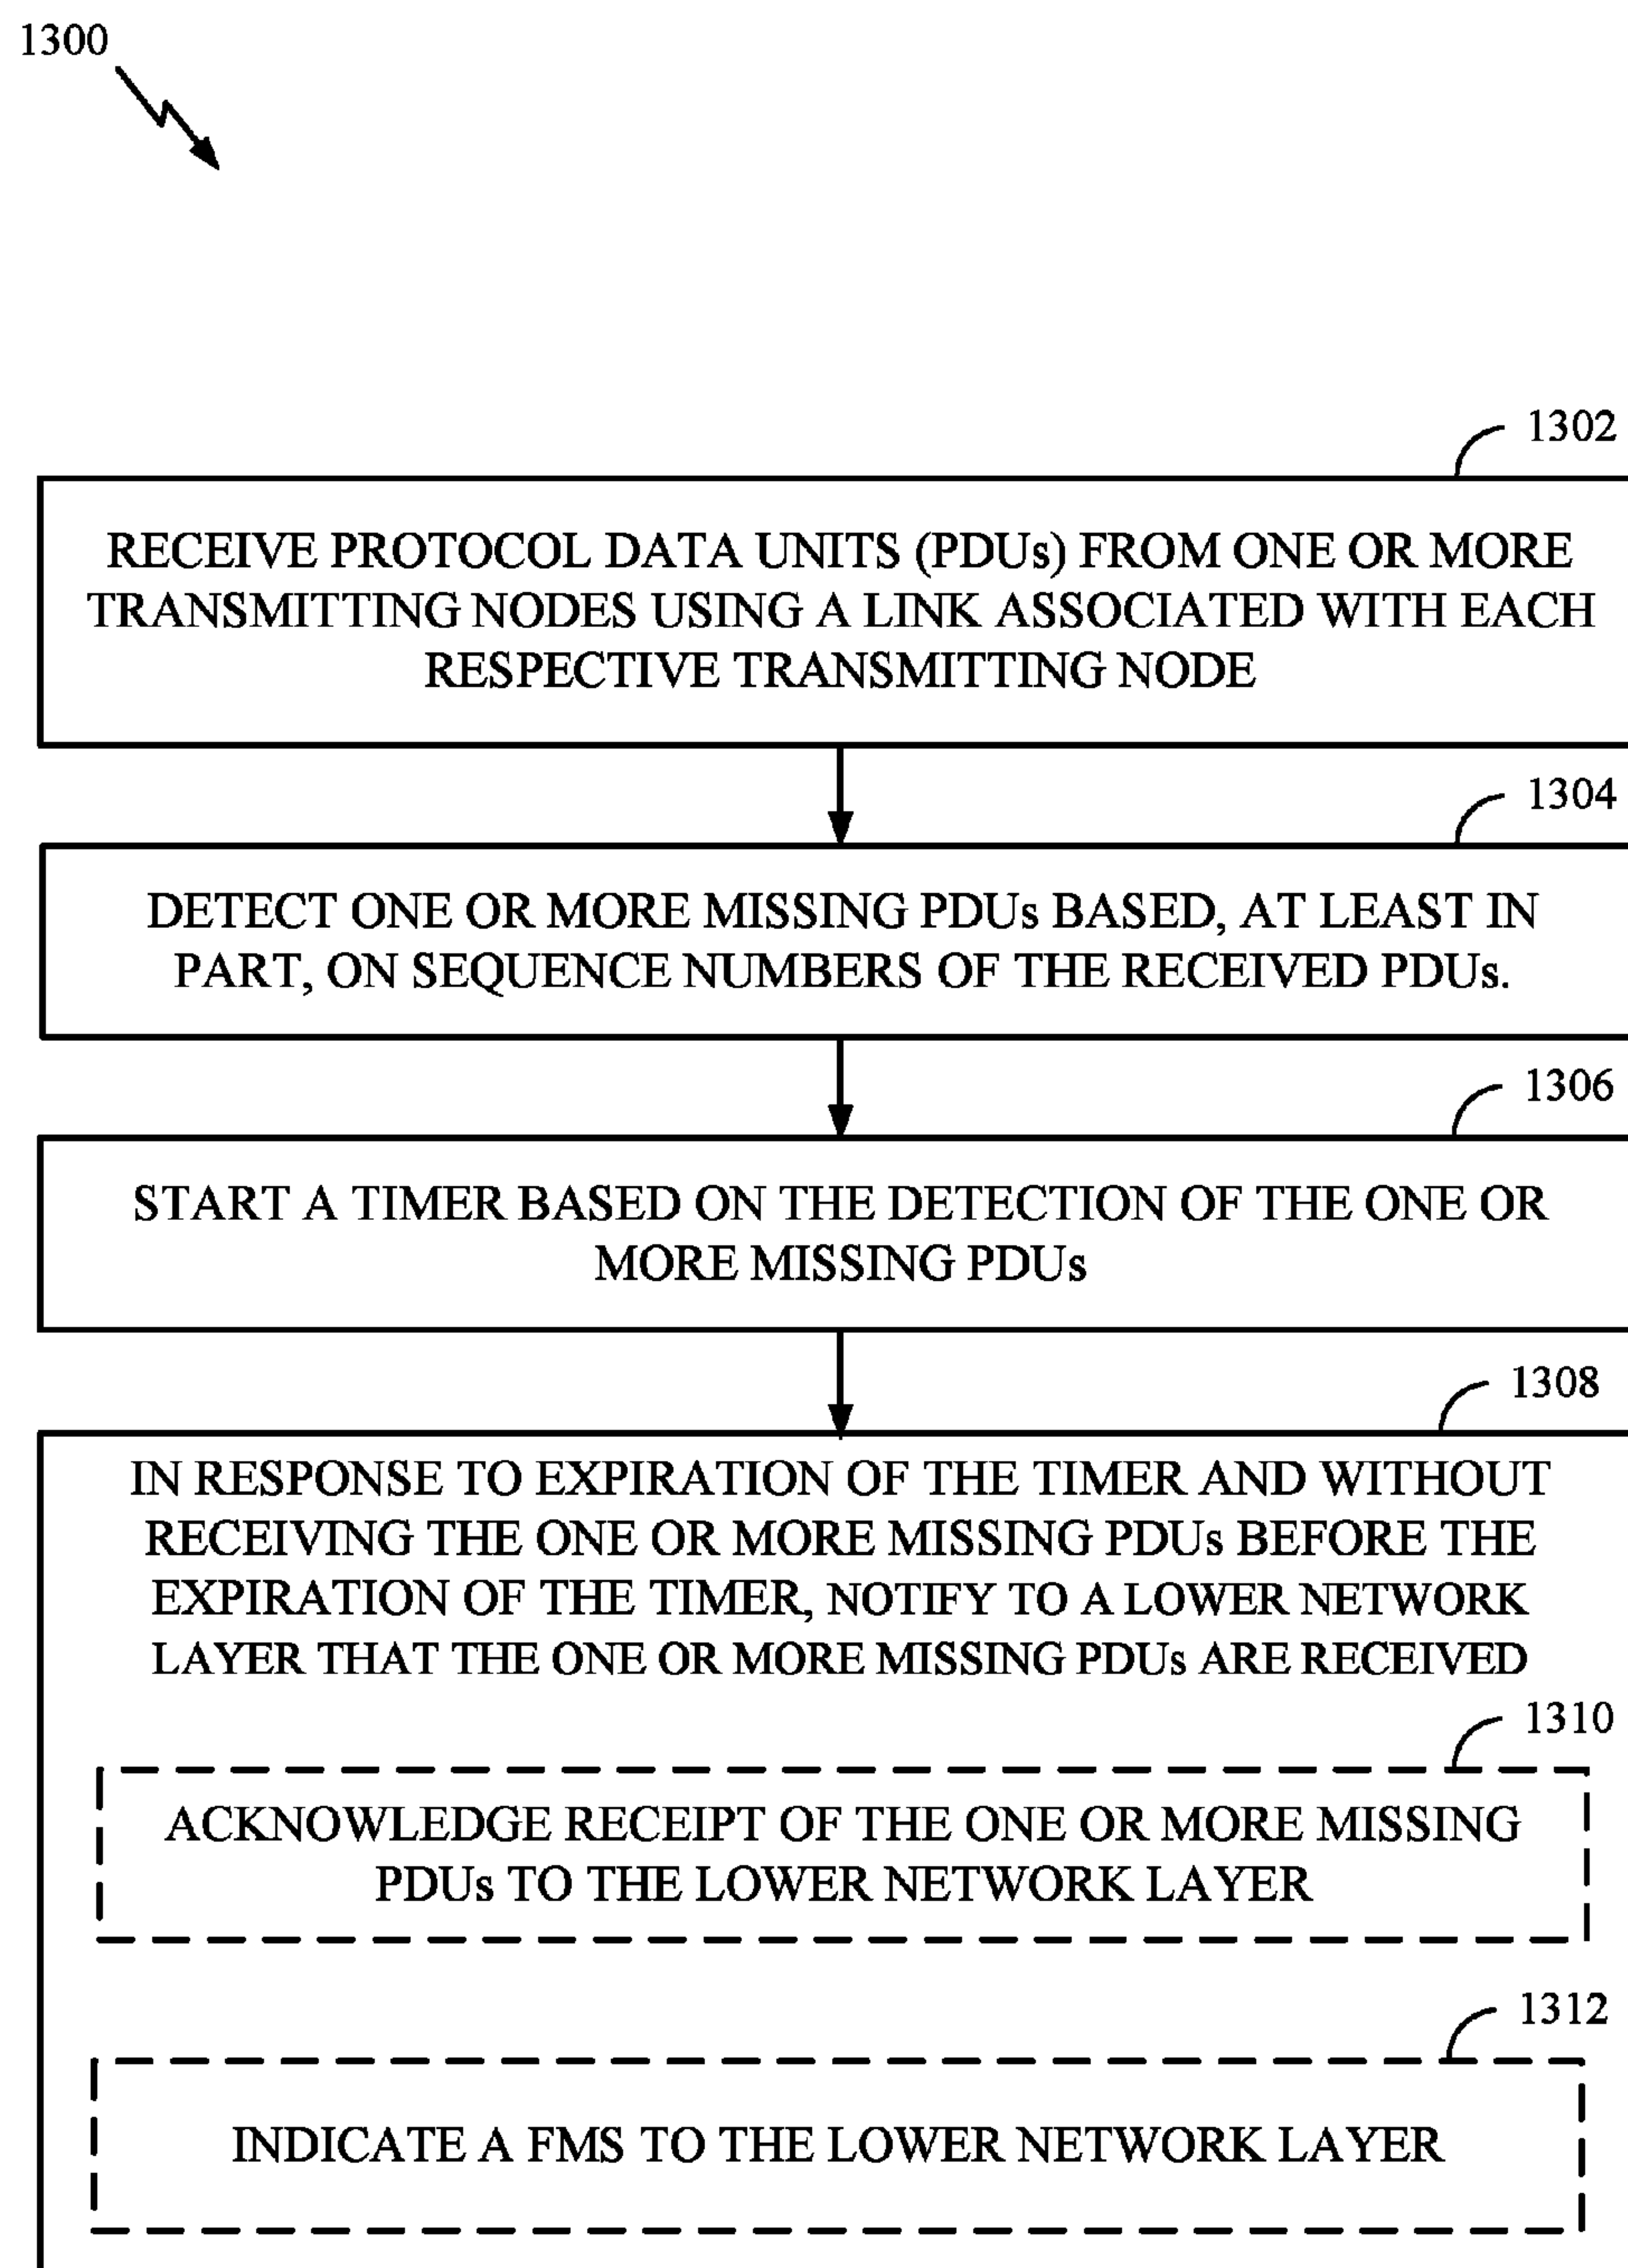 1300
1302
RECEIVE PROTOCOL DATA UNITS (PDUs) FROM ONE OR MORE
TRANSMITTING NODES USING A LINK ASSOCIATED WITH EACH
RESPECTIVE TRANSMITTING NODE
1304
DETECT ONE OR MORE MISSING PDUs BASED, AT LEAST IN
PART, ON SEQUENCE NUMBERS OF THE RECEIVED PDUs.
1306
START A TIMER BASED ON THE DETECTION OF THE ONE OR
MORE MISSING PDUs
1308
IN RESPONSE TO EXPIRATION OF THE TIMER AND WITHOUT
RECEIVING THE ONE OR MORE MISSING PDUs BEFORE THE
EXPIRATION OF THE TIMER, NOTIFY TO A LOWER NETWORK
LAYER THAT THE ONE OR MORE MISSING PDUs ARE RECEIVED
1310
ACKNOWLEDGE RECEIPT OF THE ONE OR MORE MISSING
PDUs TO THE LOWER NETWORK LAYER
1312
INDICATE A FMS TO THE LOWER NETWORK LAYER